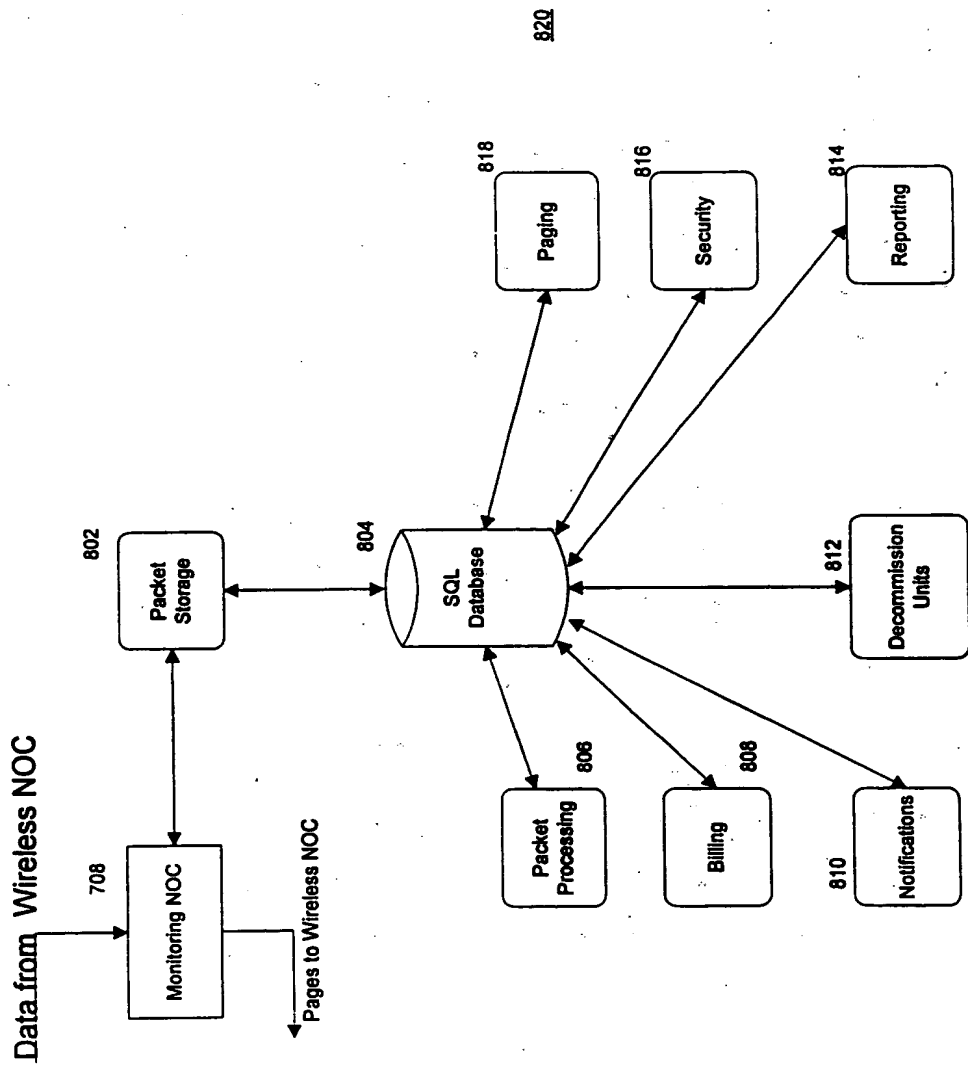 Data from Wireless NOC
708
Monitoring NOC
Pages to Wireless NOC
802
Packet
Storage
804
SQL
Database
806
Packet
Processing
808
Billing
810
Notifications
812
Decommission
Units
814
Reporting
816
Security
818
Paging
820